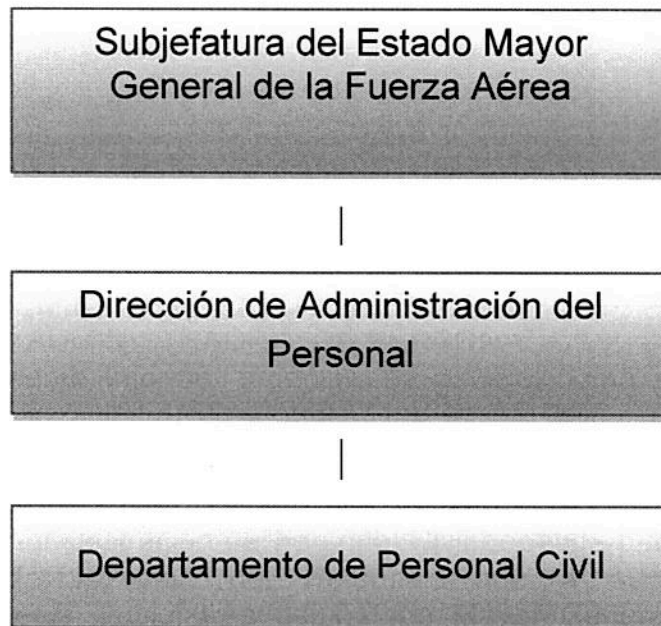 Subjefatura del Estado Mayor
General de la Fuerza Aérea
Dirección de Administración del
Personal
Departamento de Personal Civil